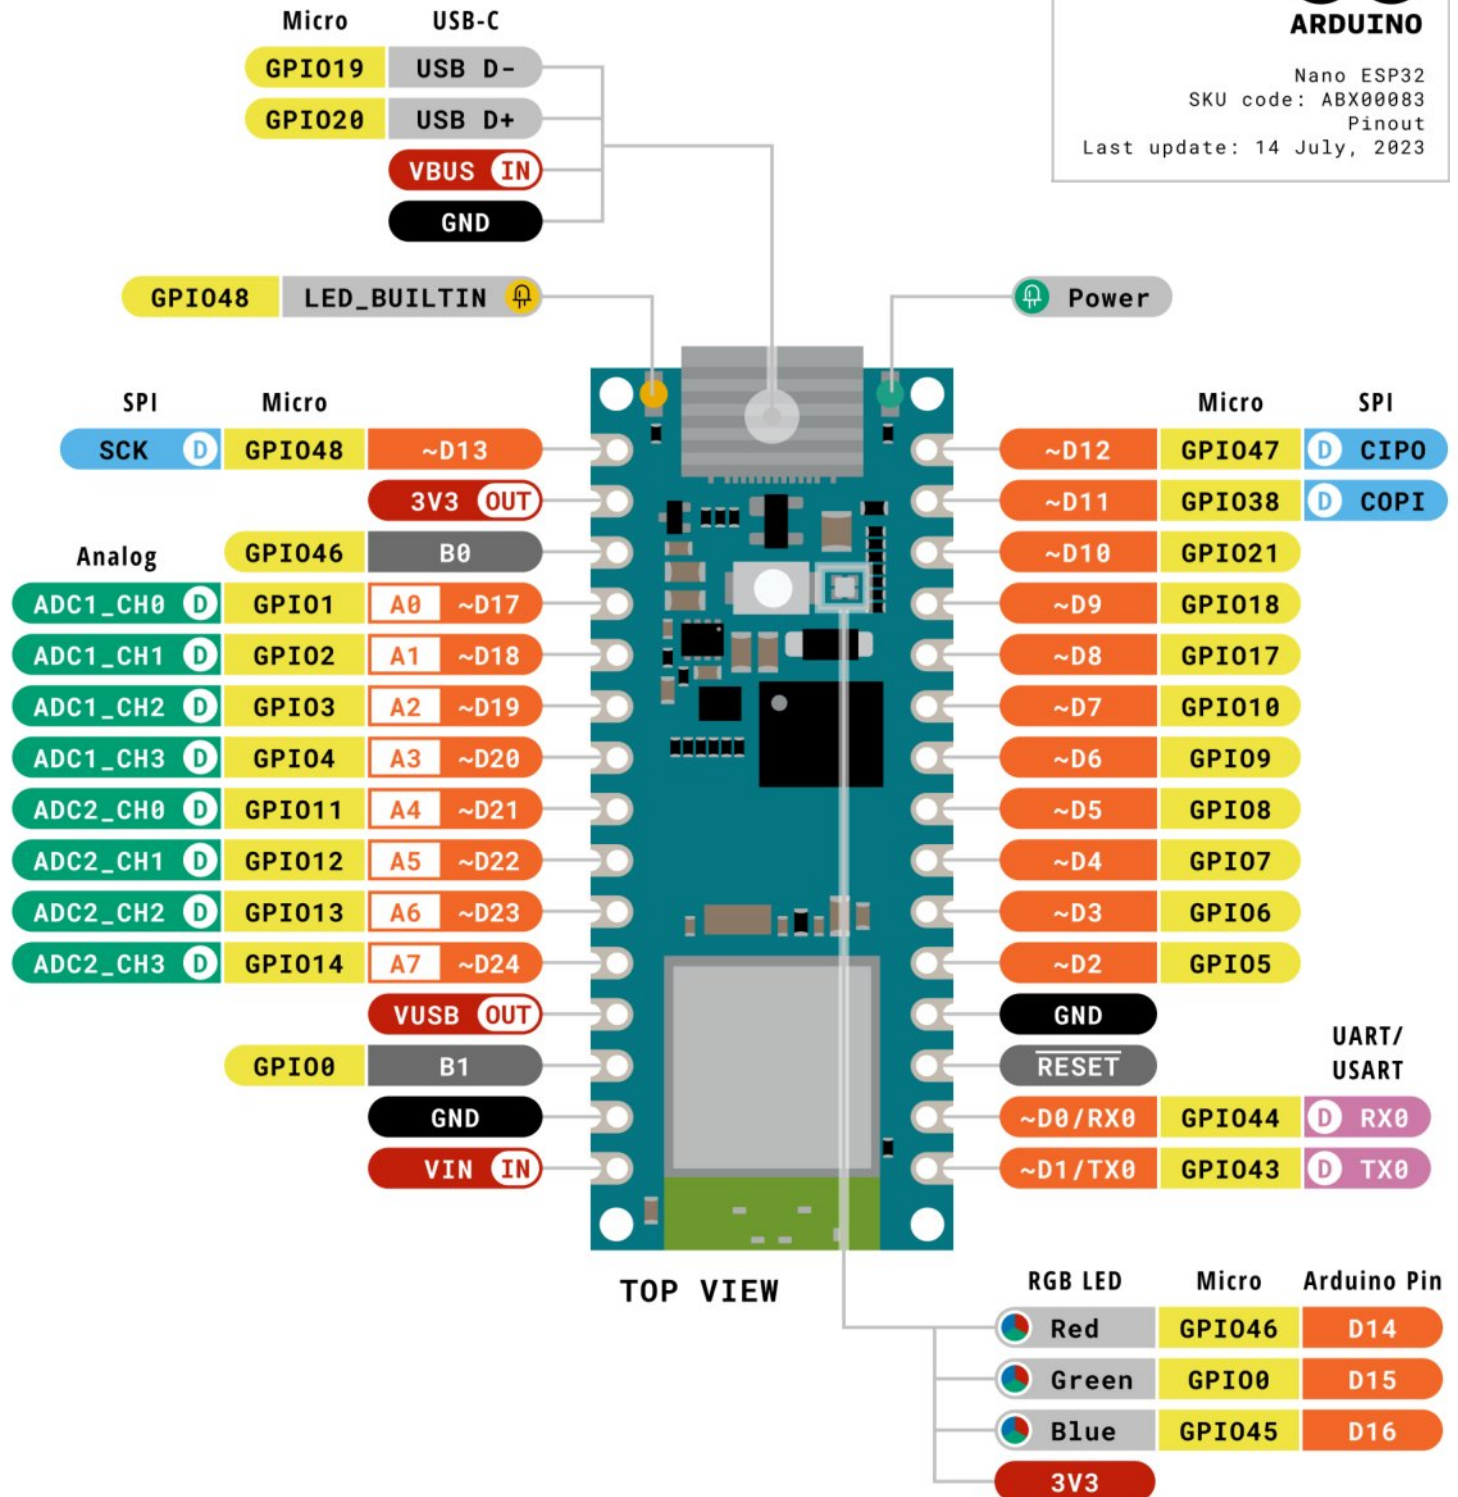 Micro USB-C
GPIO19 USB D-
GPIO20 USB D+
VBUS IN
GND
ARDUINO
Nano ESP32
SKU code: ABX00083
Pinout
Last update: 14 July, 2023
GPIO48 LED_BUILTIN
Power
SPI Micro
SCK D GPIO48 ~D13
3V3 OUT
GPIO46 B0
Analog
ADC1_CH0 D GPIO1 A0 ~D17
ADC1_CH1 D GPIO2 A1 ~D18
ADC1_CH2 D GPIO3 A2 ~D19
ADC1_CH3 D GPIO4 A3 ~D20
ADC2_CH0 D GPIO11 A4 ~D21
ADC2_CH1 D GPIO12 A5 ~D22
ADC2_CH2 D GPIO13 A6 ~D23
ADC2_CH3 D GPIO14 A7 ~D24
VUSB OUT
GPIO0 B1
GND
VIN IN
Micro SPI
~D12 GPIO47 D CIPO
~D11 GPIO38 D COPI
~D10 GPIO21
~D9 GPIO18
~D8 GPIO17
~D7 GPIO10
~D6 GPIO9
~D5 GPIO8
~D4 GPIO7
~D3 GPIO6
~D2 GPIO5
GND
RESET
UART/
USART
~D0/RX0 GPIO44 D RX0
~D1/TX0 GPIO43 D TX0
TOP VIEW
RGB LED Micro Arduino Pin
Red GPIO46 D14
Green GPIO0 D15
Blue GPIO45 D16
3V3